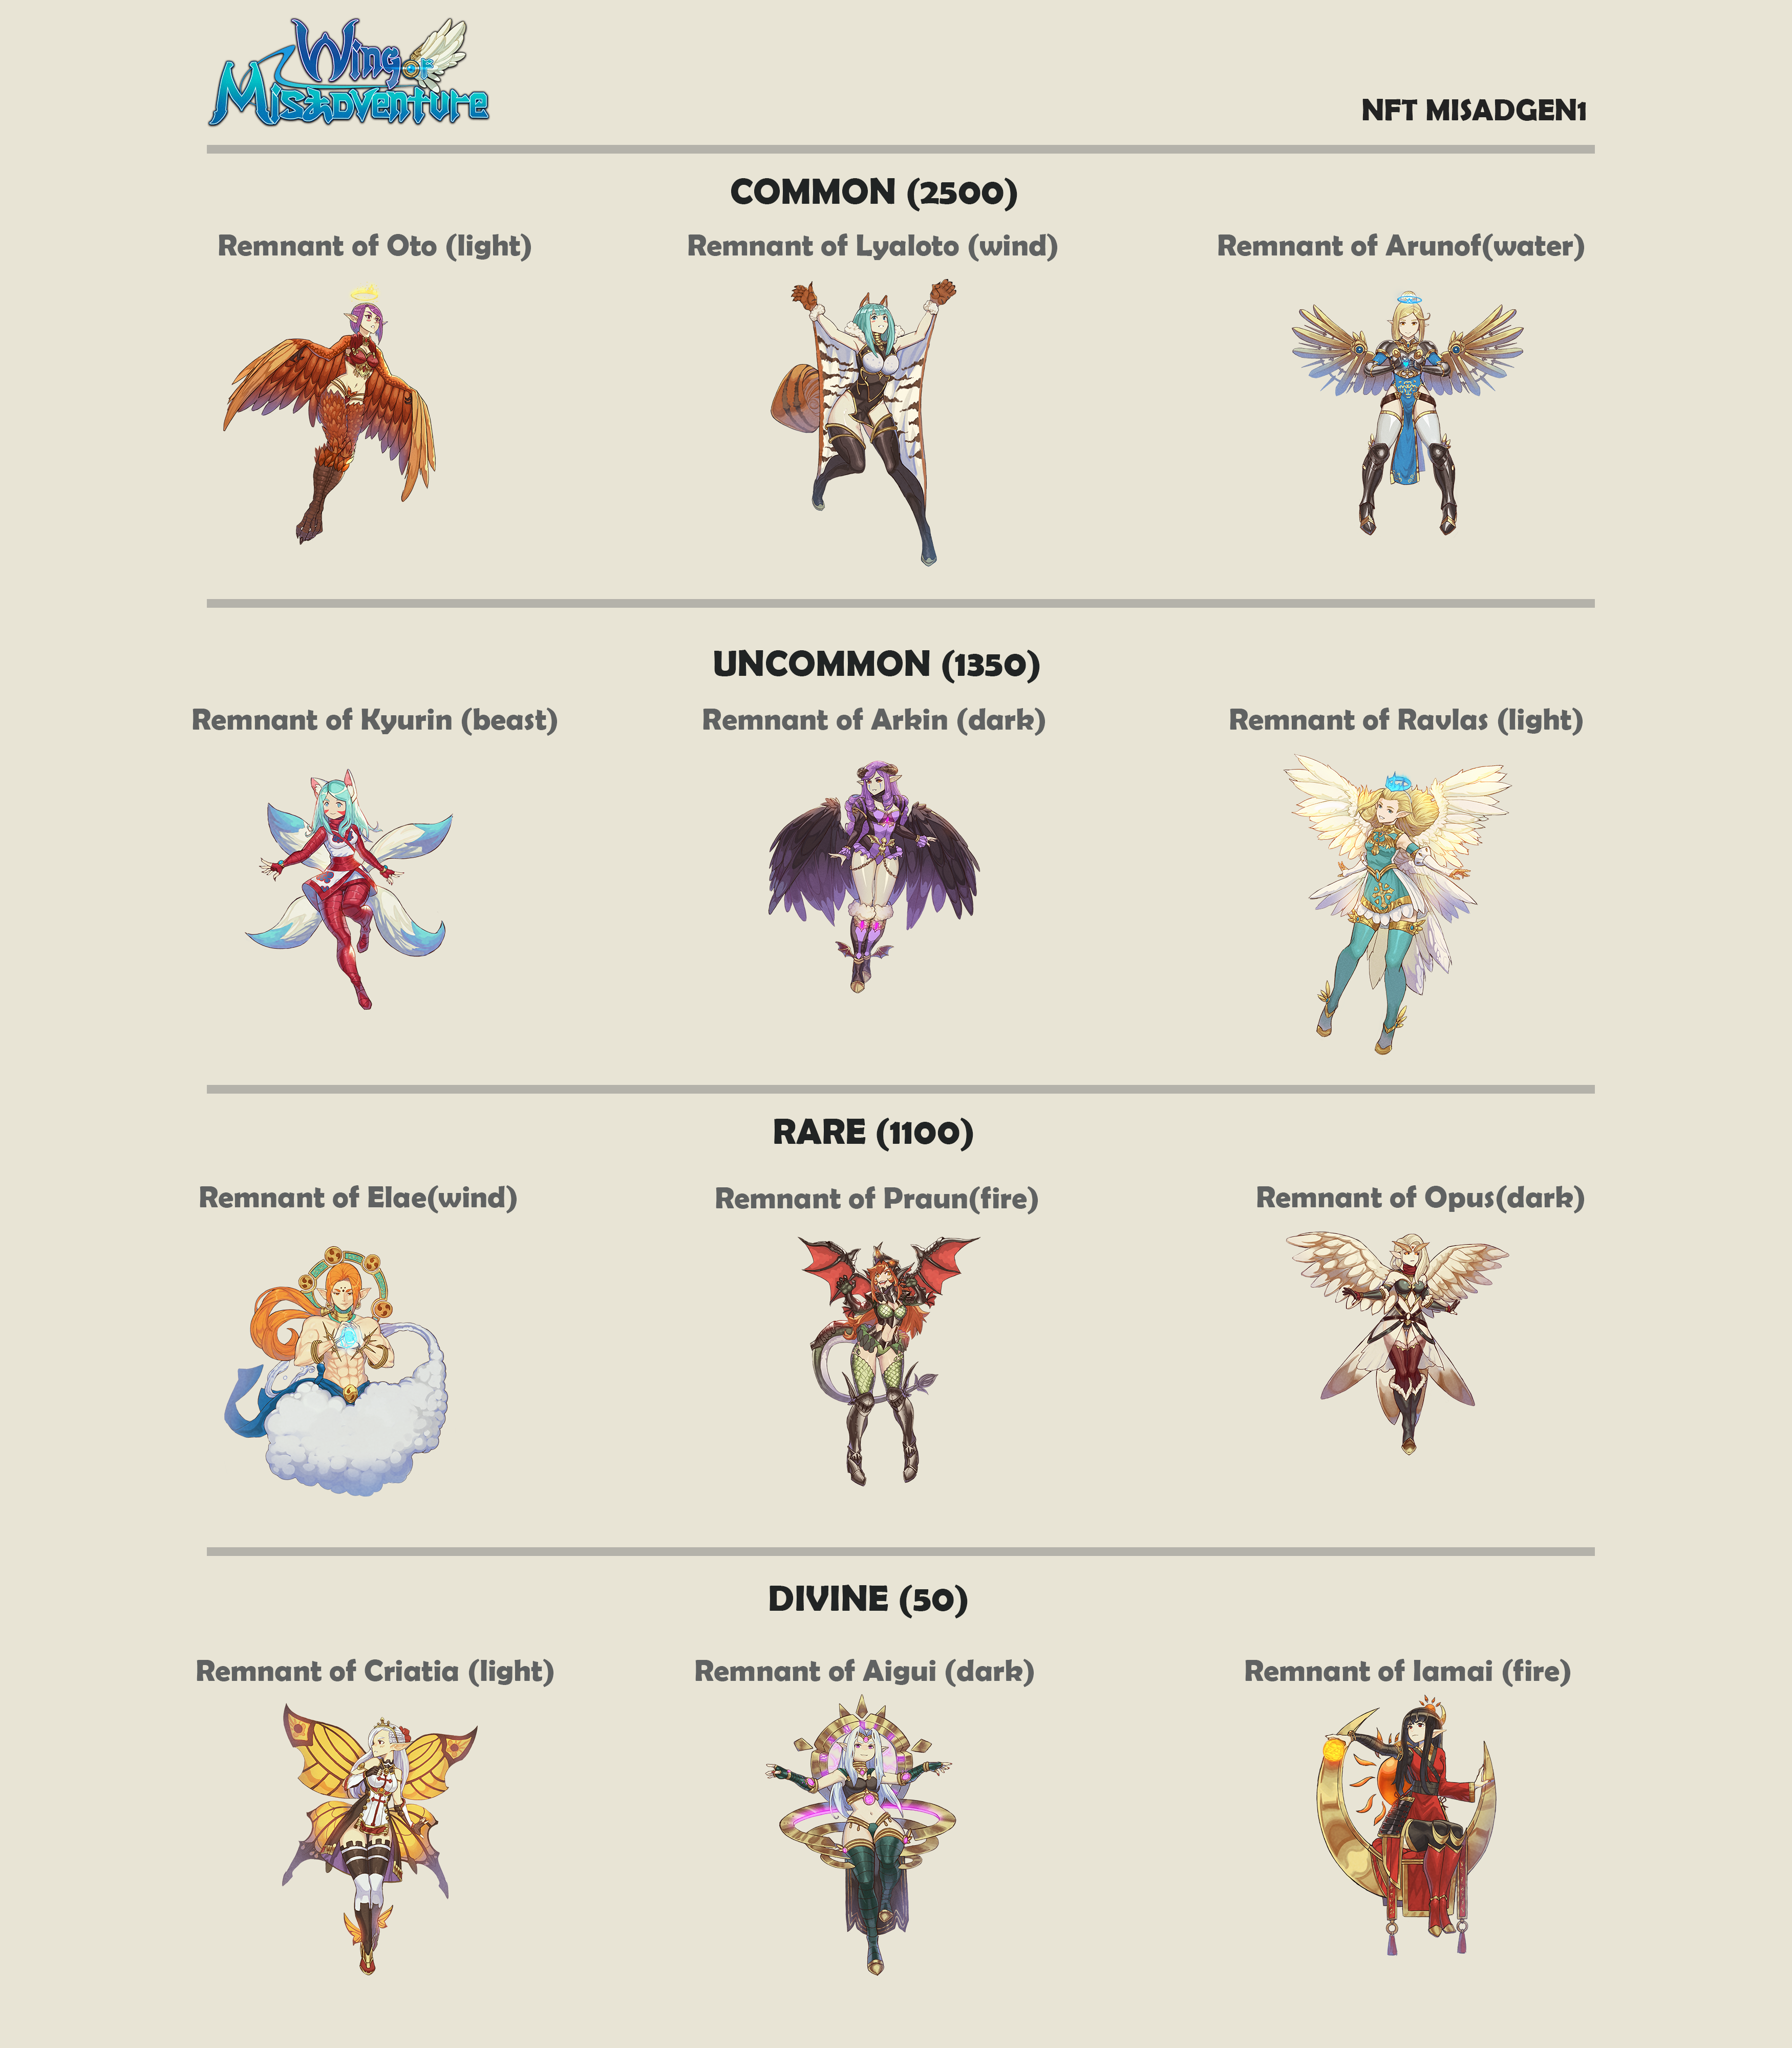 Wing of
Misadventure
NFT MISADGEN1
COMMON (2500)
Remnant of Oto (light)
Remnant of Lyaloto (wind)
Remnant of Arunof(water)
UNCOMMON (1350)
Remnant of Kyurin (beast)
Remnant of Arkin (dark)
Remnant of Ravlas (light)
RARE (1100)
Remnant of Elae(wind)
Remnant of Praun(fire)
Remnant of Opus(dark)
DIVINE (50)
Remnant of Criatia (light)
Remnant of Aigui (dark)
Remnant of Iamai (fire)